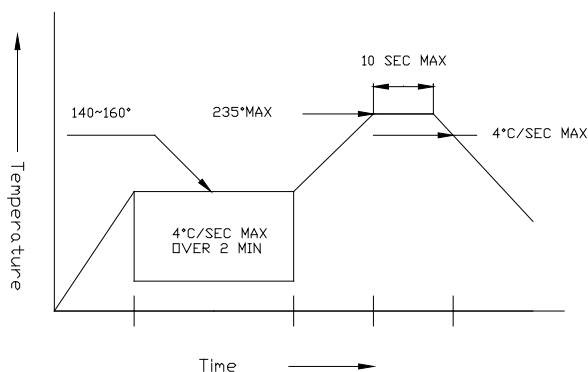 10 SEC MAX
140~160°
235°MAX
4°C/SEC MAX
4°C/SEC MAX
OVER 2 MIN
Temperature
Time